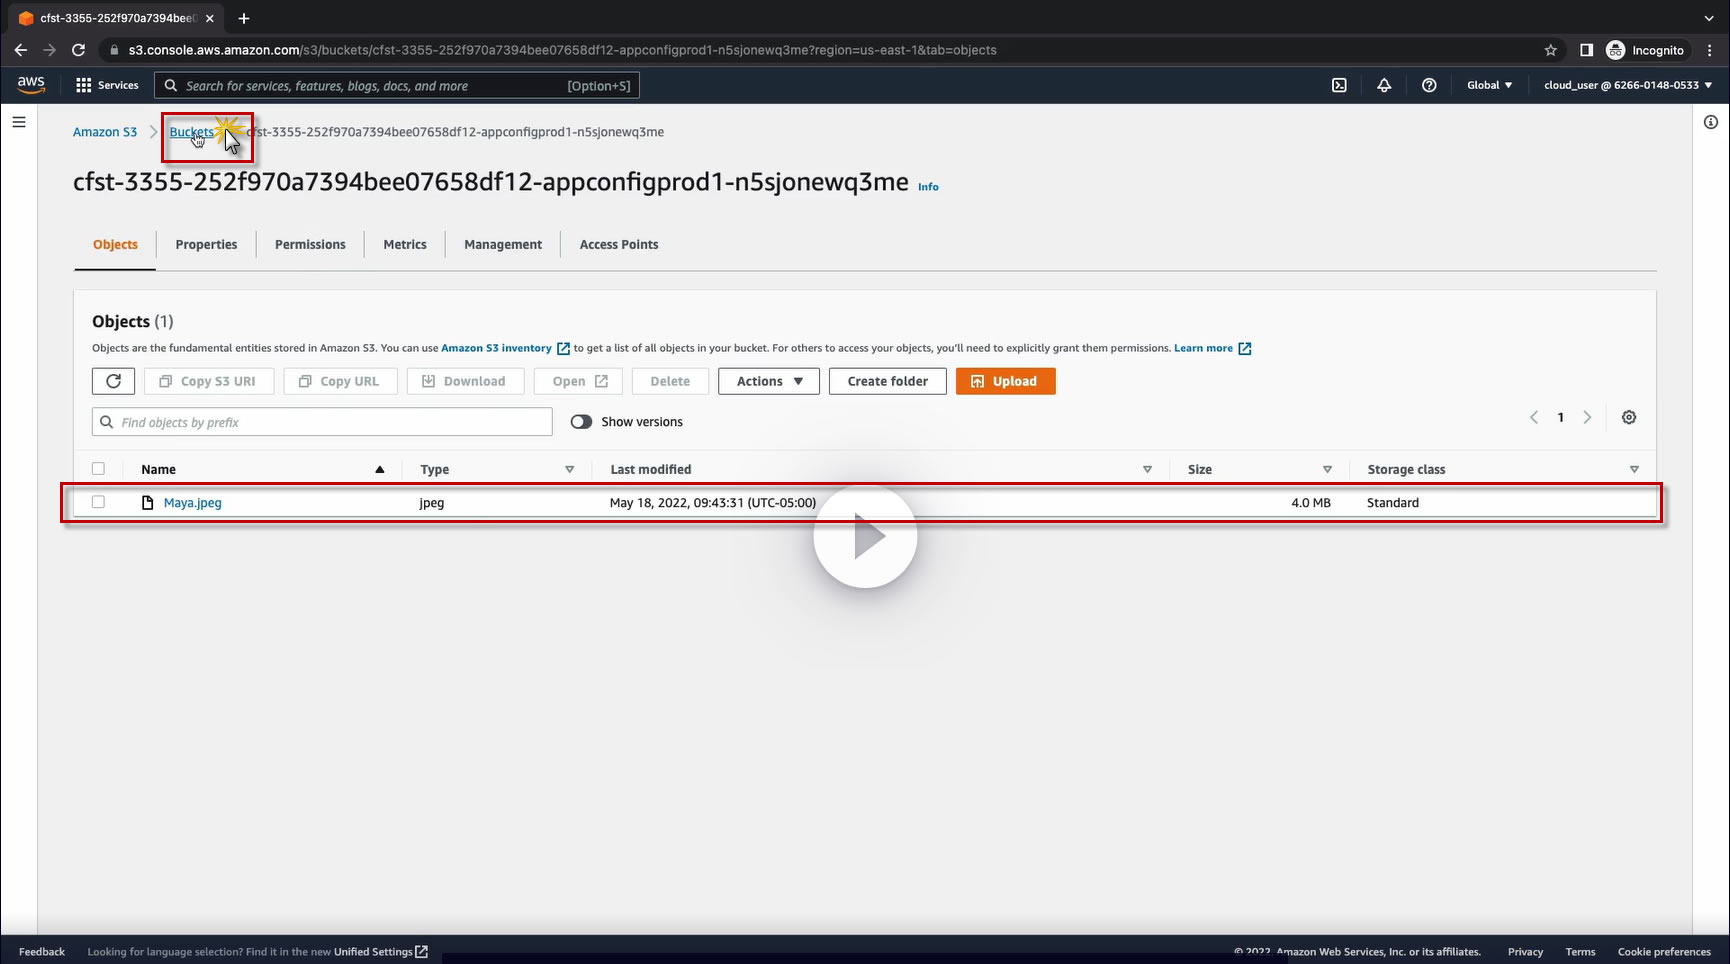 cfst-3355-252f970a7394bee0
s3.console.aws.amazon.com/s3/buckets/cfst-3355-252f970a7394bee07658df12-appconfigprod1-n5sjonewq3me?region=us-east-1&tab=objects
Incognito
aws
Services
Search for services, features, blogs, docs, and more
[Option+S]
Global
cloud_user @ 6266-0148-0533
Amazon S3
Buckets
cfst-3355-252f970a7394bee07658df12-appconfigprod1-n5sjonewq3me
cfst-3355-252f970a7394bee07658df12-appconfigprod1-n5sjonewq3me
Info
Objects
Properties
Permissions
Metrics
Management
Access Points
Objects (1)
Objects are the fundamental entities stored in Amazon S3. You can use Amazon S3 inventory to get a list of all objects in your bucket. For others to access your objects, you'll need to explicitly grant them permissions. Learn more
Copy S3 URI
Copy URL
Download
Open
Delete
Actions
Create folder
Upload
Find objects by prefix
Show versions
1
Name
Type
Last modified
Size
Storage class
Maya.jpeg
jpeg
May 18, 2022, 09:43:31 (UTC-05:00)
4.0 MB
Standard
Feedback
Looking for language selection? Find it in the new Unified Settings
© 2022, Amazon Web Services, Inc. or its affiliates.
Privacy
Terms
Cookie preferences